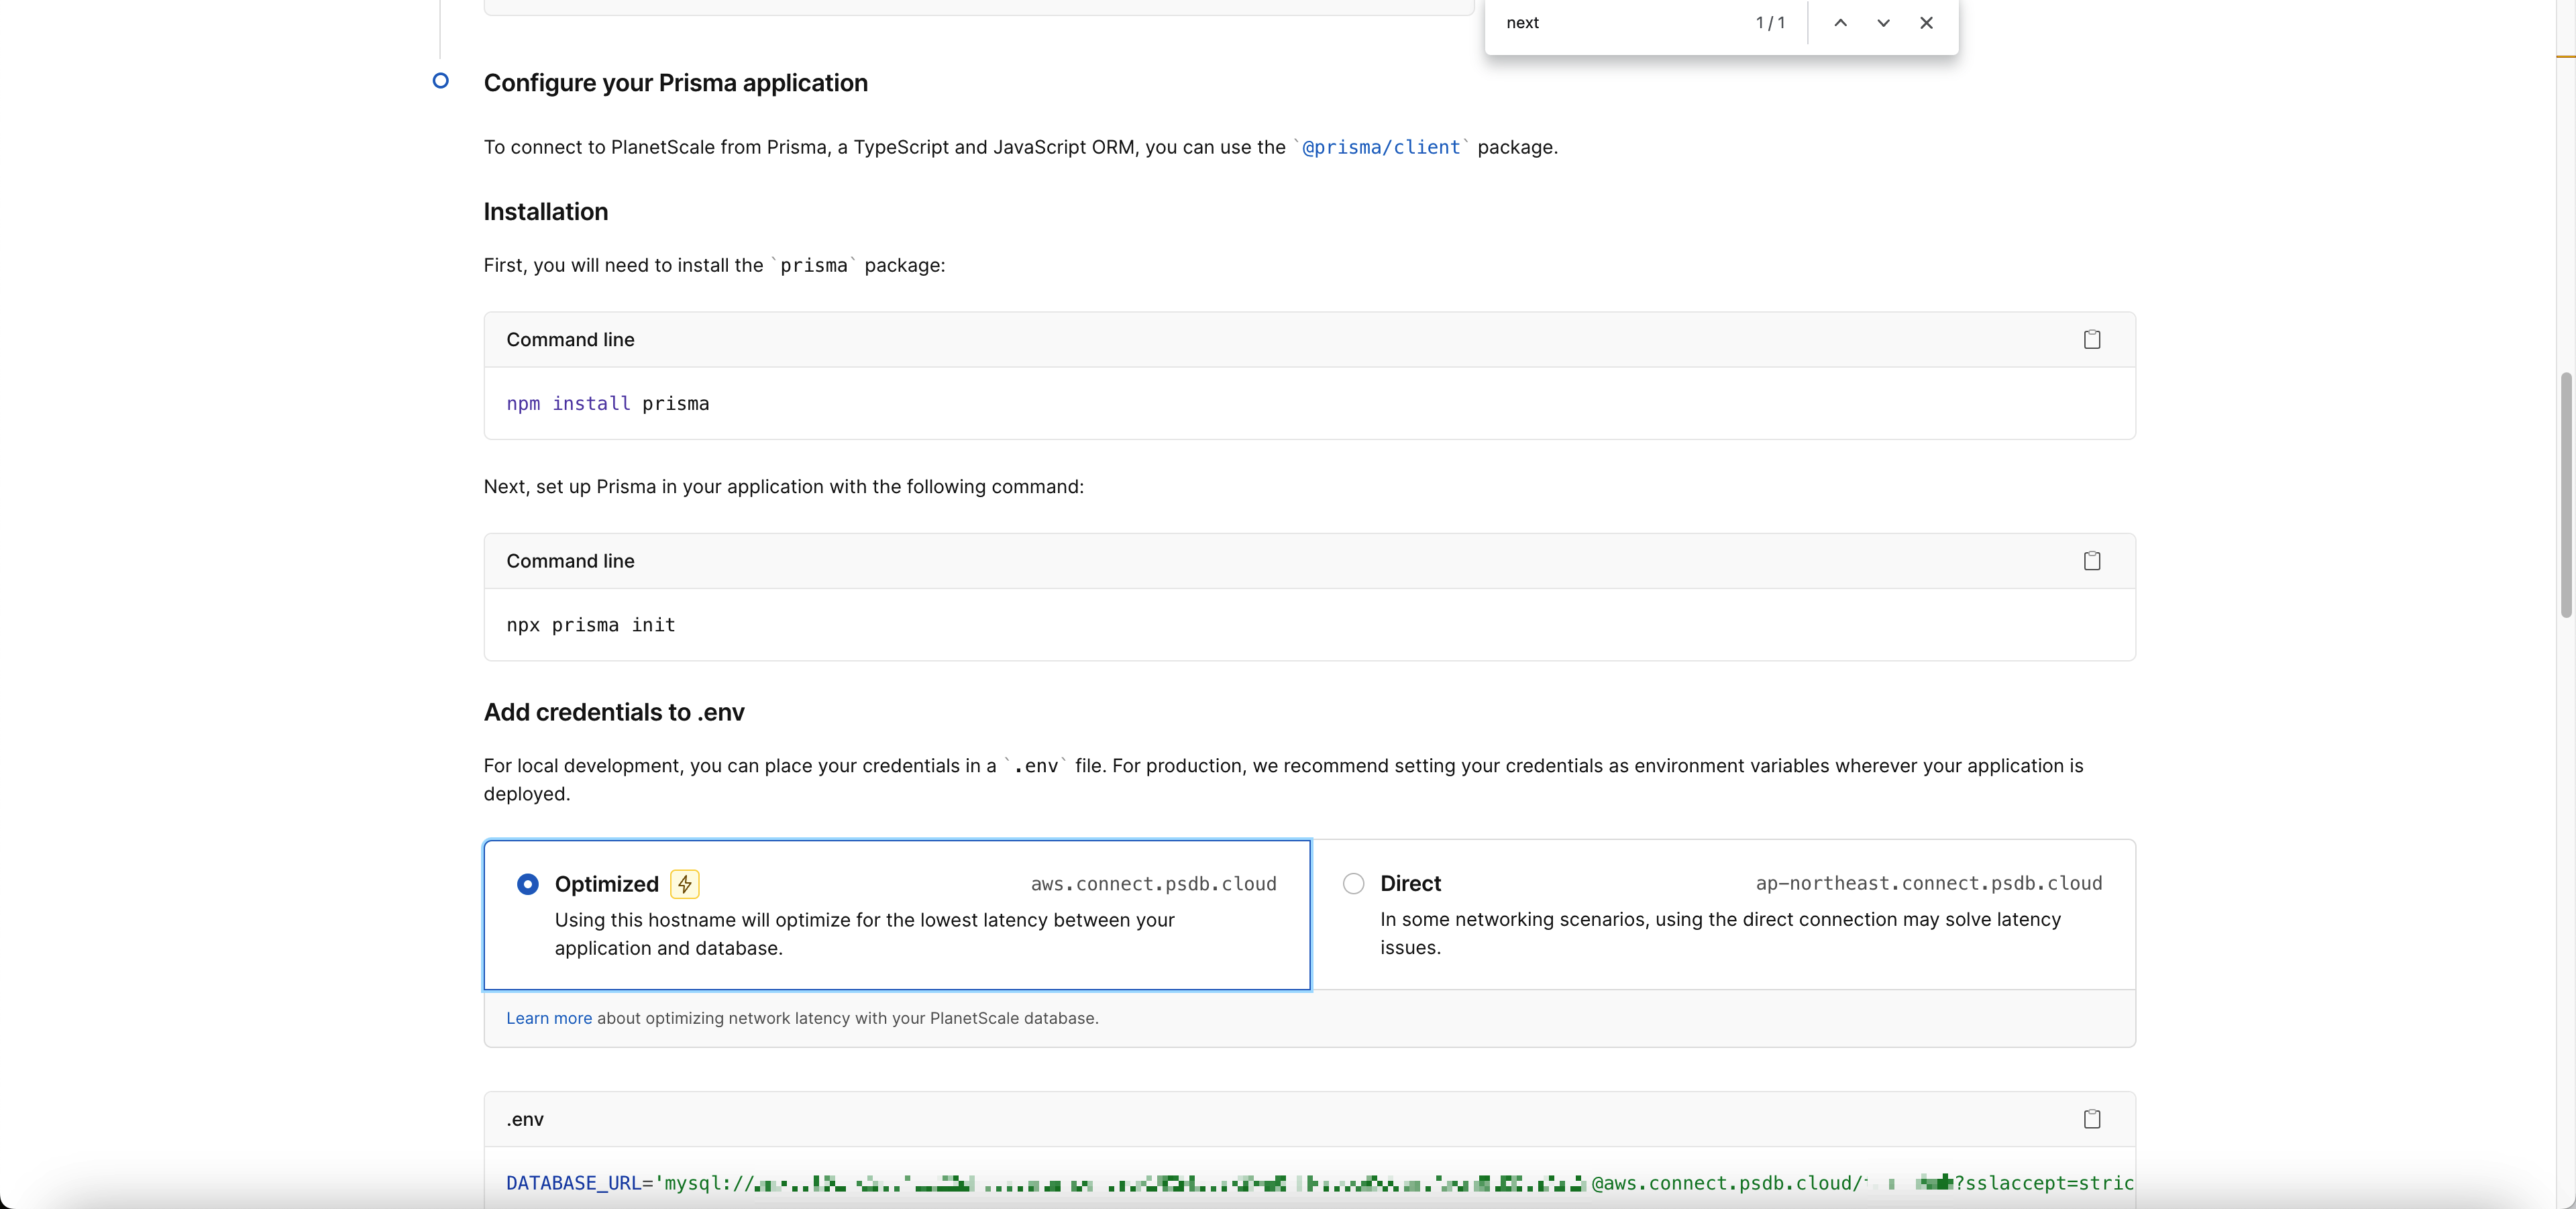 next 1/1
Configure your Prisma application
To connect to PlanetScale from Prisma, a TypeScript and JavaScript ORM, you can use the `@prisma/client` package.
Installation
First, you will need to install the `prisma` package:
Command line
npm install prisma
Next, set up Prisma in your application with the following command:
Command line
npx prisma init
Add credentials to .env
For local development, you can place your credentials in a `.env` file. For production, we recommend setting your credentials as environment variables wherever your application is
deployed.
Optimized aws.connect.psdb.cloud
Using this hostname will optimize for the lowest latency between your
application and database.
Direct ap-northeast.connect.psdb.cloud
In some networking scenarios, using the direct connection may solve latency
issues.
Learn more about optimizing network latency with your PlanetScale database.
.env
DATABASE_URL='mysql:// @aws.connect.psdb.cloud/ ?sslaccept=stric